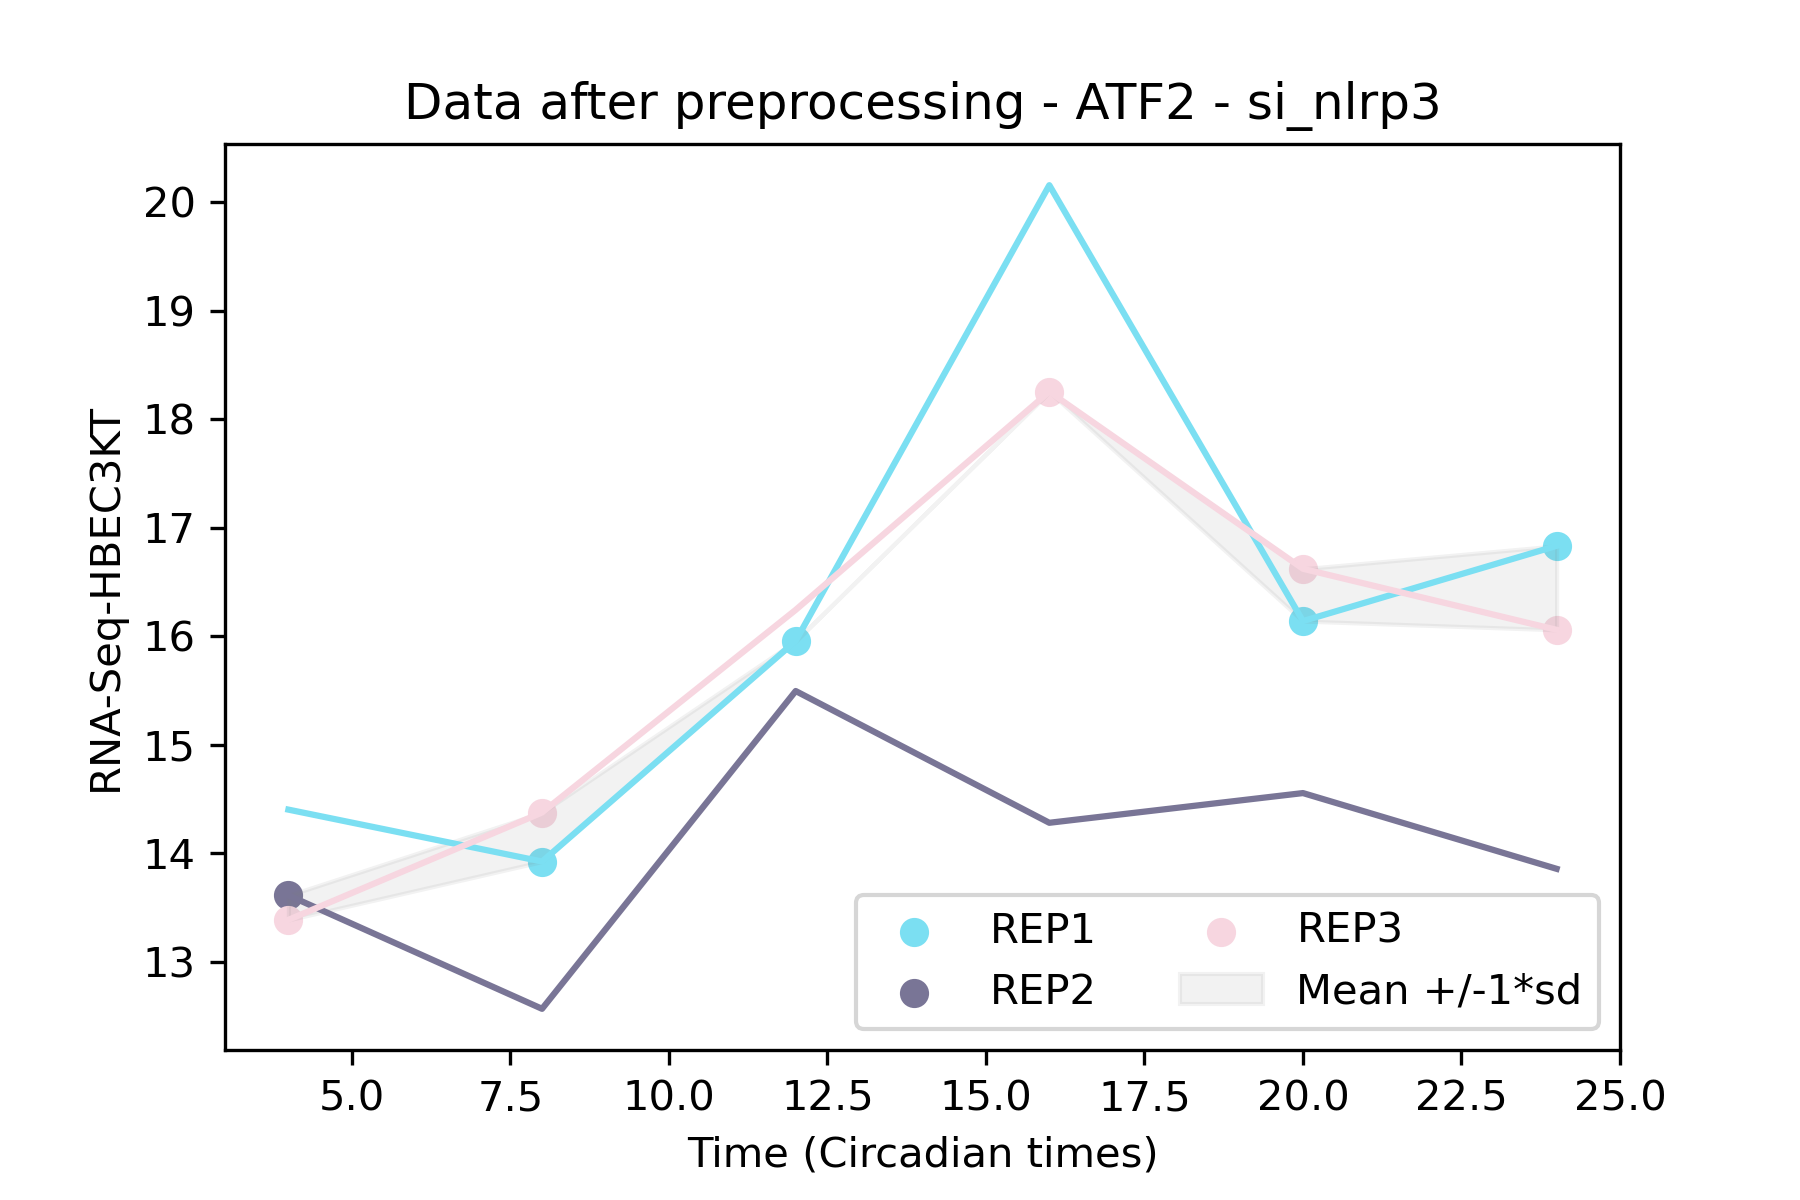 Data after preprocessing - ATF2 - si_nlrp3
RNA-Seq-HBEC3KT
20
19
18
17
16
15
14
13
REP1
REP2
REP3
Mean +/-1*sd
5.0 7.5 10.0 12.5 15.0 17.5 20.0 22.5 25.0
Time (Circadian times)